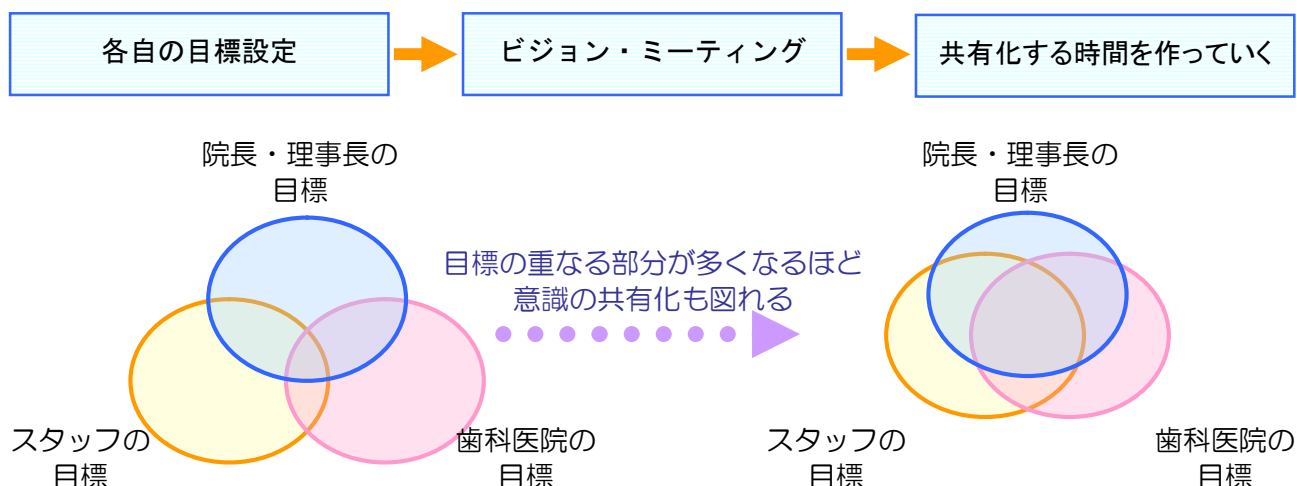 各自の目標設定
ビジョン・ミーティング
共有化する時間を作っていく
院長・理事長の
目標
目標の重なる部分が多くなるほど
意識の共有化も図れる
スタッフの
目標
歯科医院の
目標
院長・理事長の
目標
スタッフの
目標
歯科医院の
目標